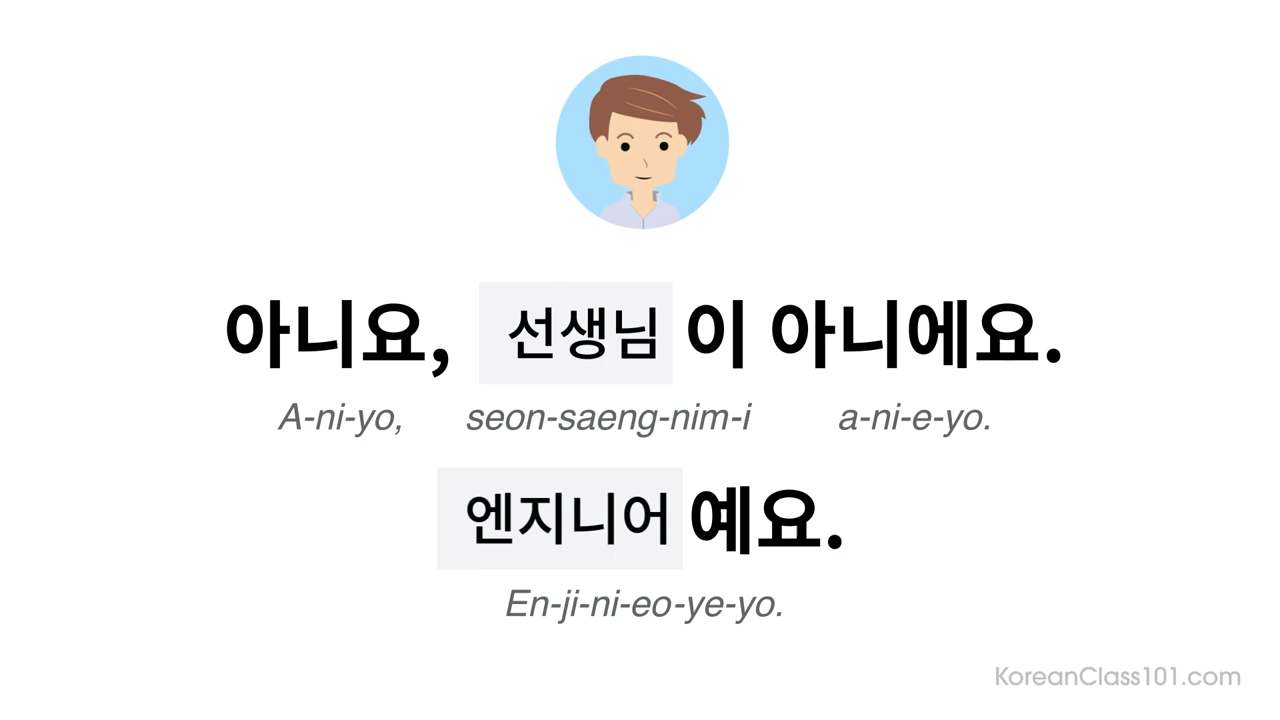 아니요, 선생님이 아니에요.
A-ni-yo, seon-saeng-nim-i a-ni-e-yo.
엔지니어예요.
En-ji-ni-eo-ye-yo.
KoreanClass101.com